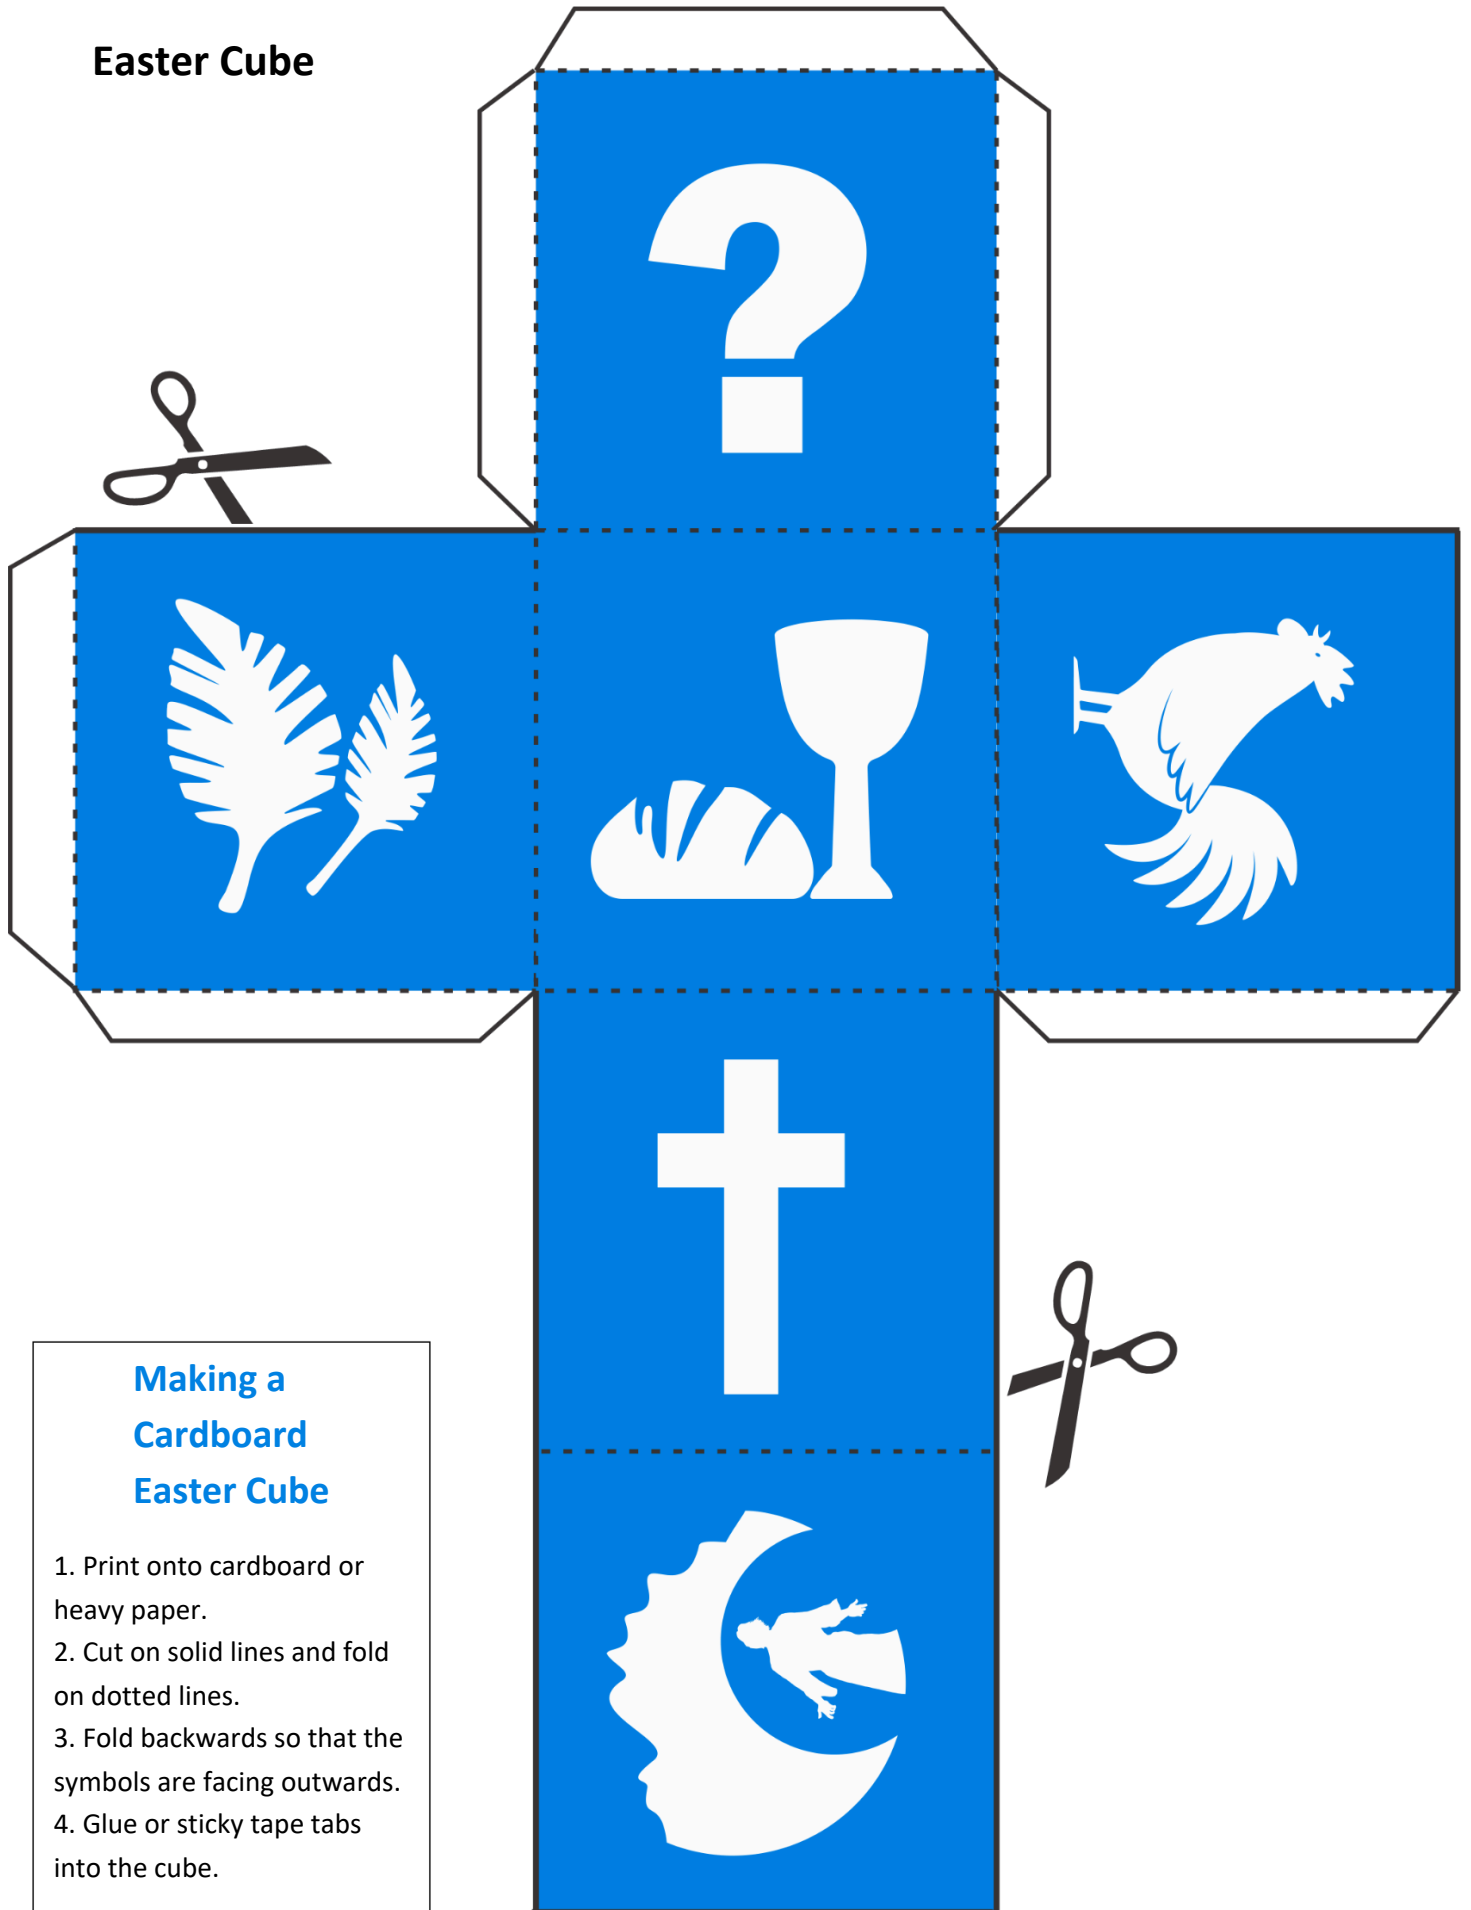 Easter Cube
?
Making a
Cardboard
Easter Cube
1. Print onto cardboard or
heavy paper.
2. Cut on solid lines and fold
on dotted lines.
3. Fold backwards so that the
symbols are facing outwards.
4. Glue or sticky tape tabs
into the cube.